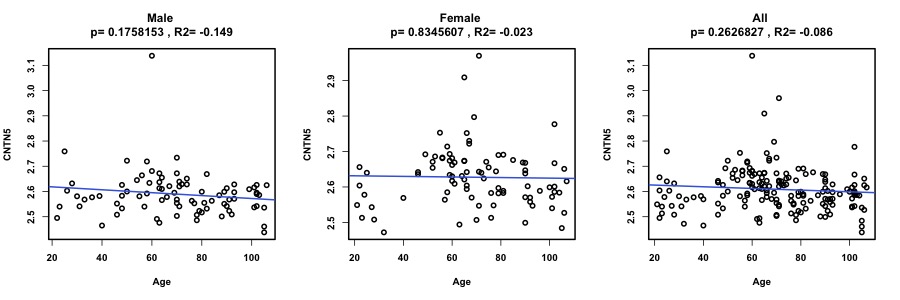 Male
p= 0.1758153 , R2= -0.149
CNTN5
3.1
3.0
2.9
2.8
2.7
2.6
2.5
20 40 60 80 100
Age
Female
p= 0.8345607 , R2= -0.023
CNTN5
2.9
2.8
2.7
2.6
2.5
20 40 60 80 100
Age
All
p= 0.2626827 , R2= -0.086
CNTN5
3.1
3.0
2.9
2.8
2.7
2.6
2.5
20 40 60 80 100
Age